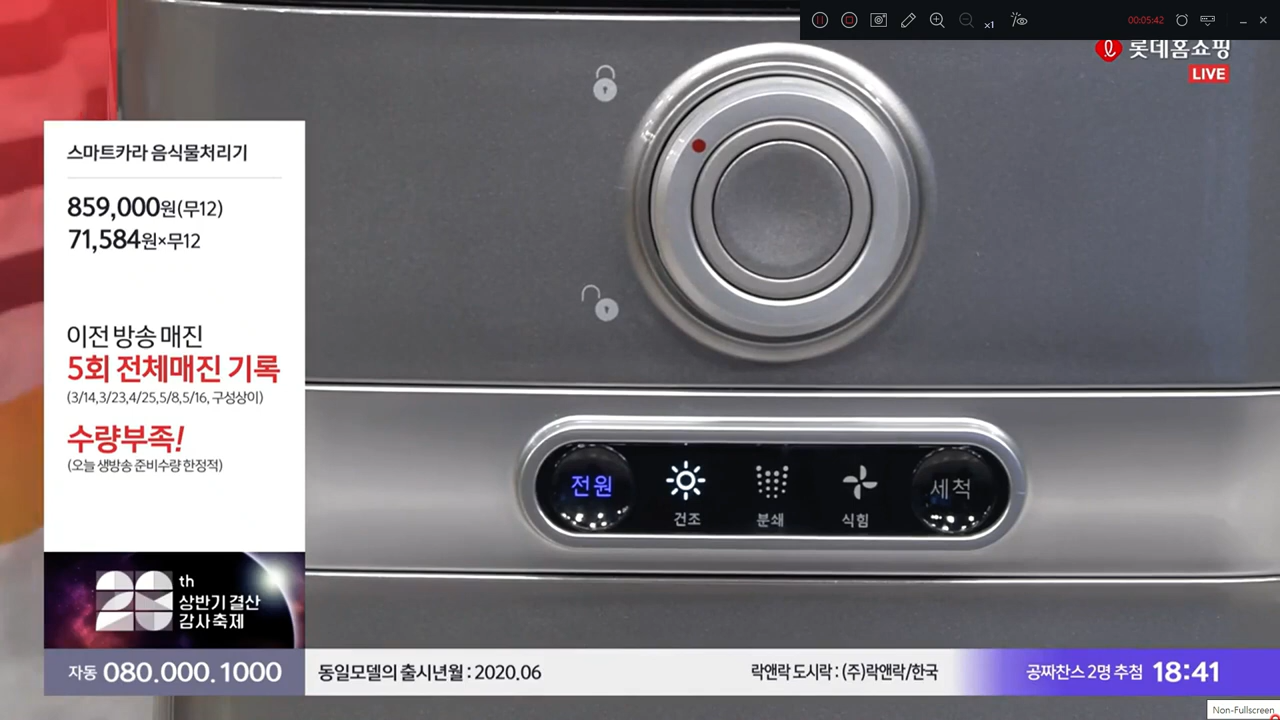 x1
00:05:42
롯데홈쇼핑
LIVE
스마트카라 음식물처리기
859,000원(무12)
71,584원×무12
이전 방송 매진
5회 전체매진 기록
(3/14,3/23,4/25,5/8,5/16, 구성상이)
수량부족!
(오늘 생방송 준비수량 한정적)
전원
건조
분쇄
식힘
세척
20th
상반기 결산
감사축제
자동 080.000.1000
동일모델의 출시년월 : 2020.06
락앤락 도시락 : (주)락앤락/한국
공짜찬스 2명 추첨 18:41
Non-Fullscreen